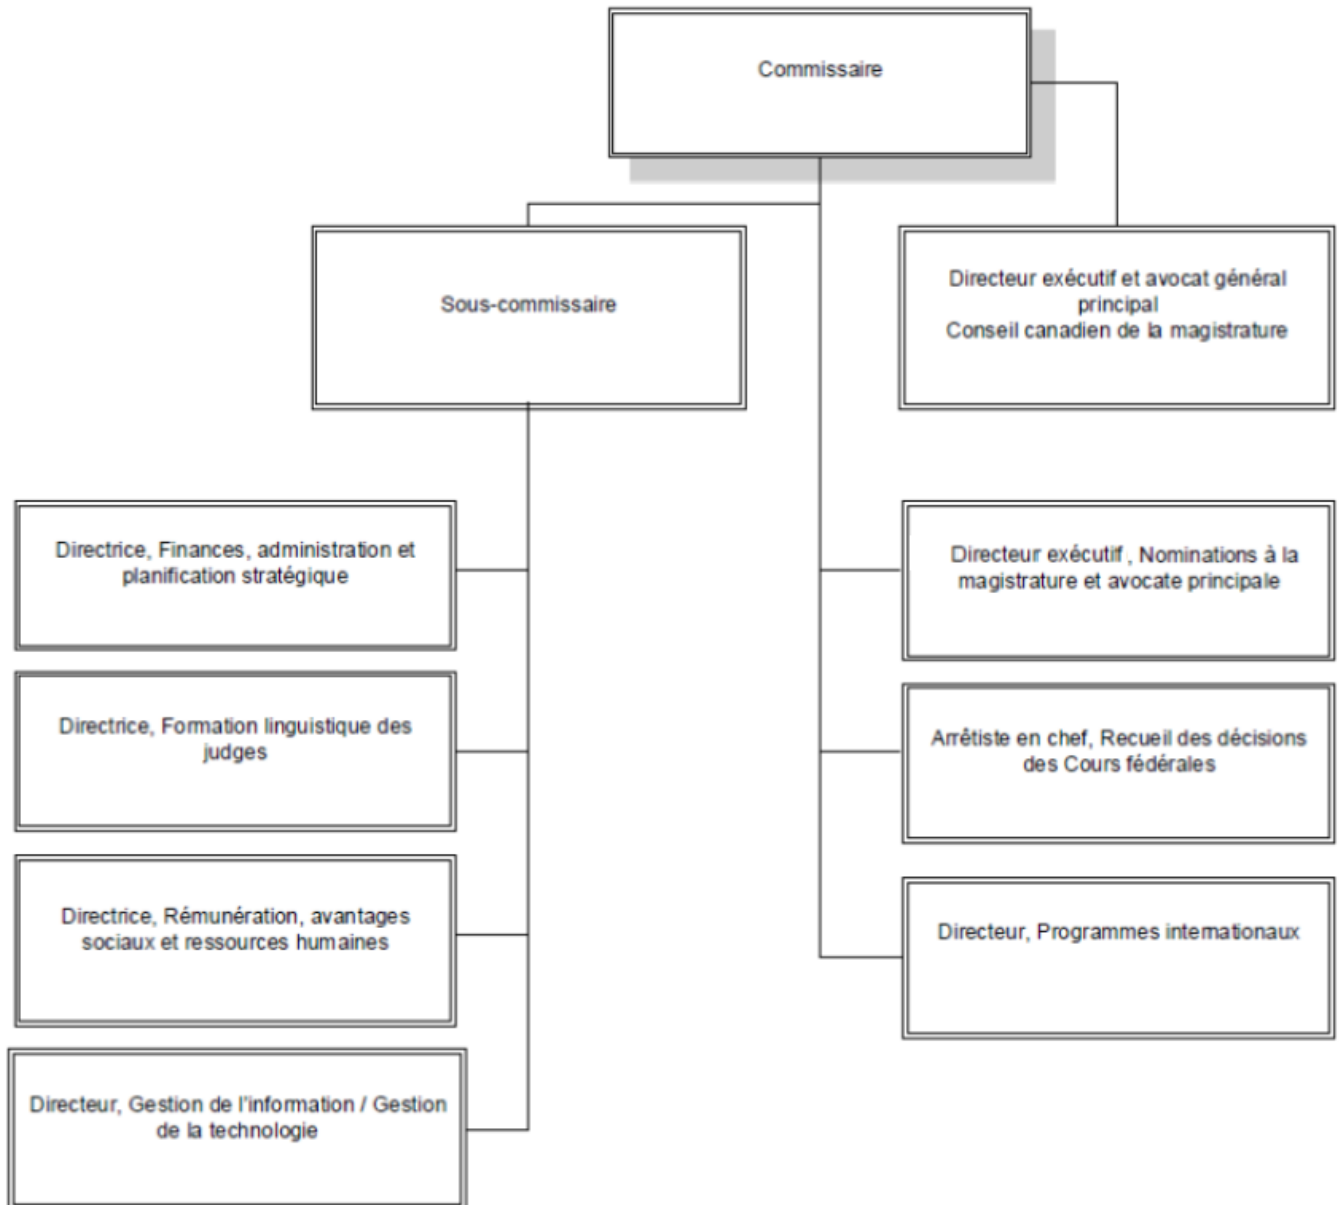 Commissaire
Sous-commissaire
Directeur exécutif et avocat général
principal
Conseil canadien de la magistrature
Directrice, Finances, administration et
planification stratégique
Directeur exécutif , Nominations à la
magistrature et avocate principale
Directrice, Formation linguistique des
judges
Arrêtiste en chef, Recueil des décisions
des Cours fédérales
Directrice, Rémunération, avantages
sociaux et ressources humaines
Directeur, Programmes internationaux
Directeur, Gestion de l'information / Gestion
de la technologie